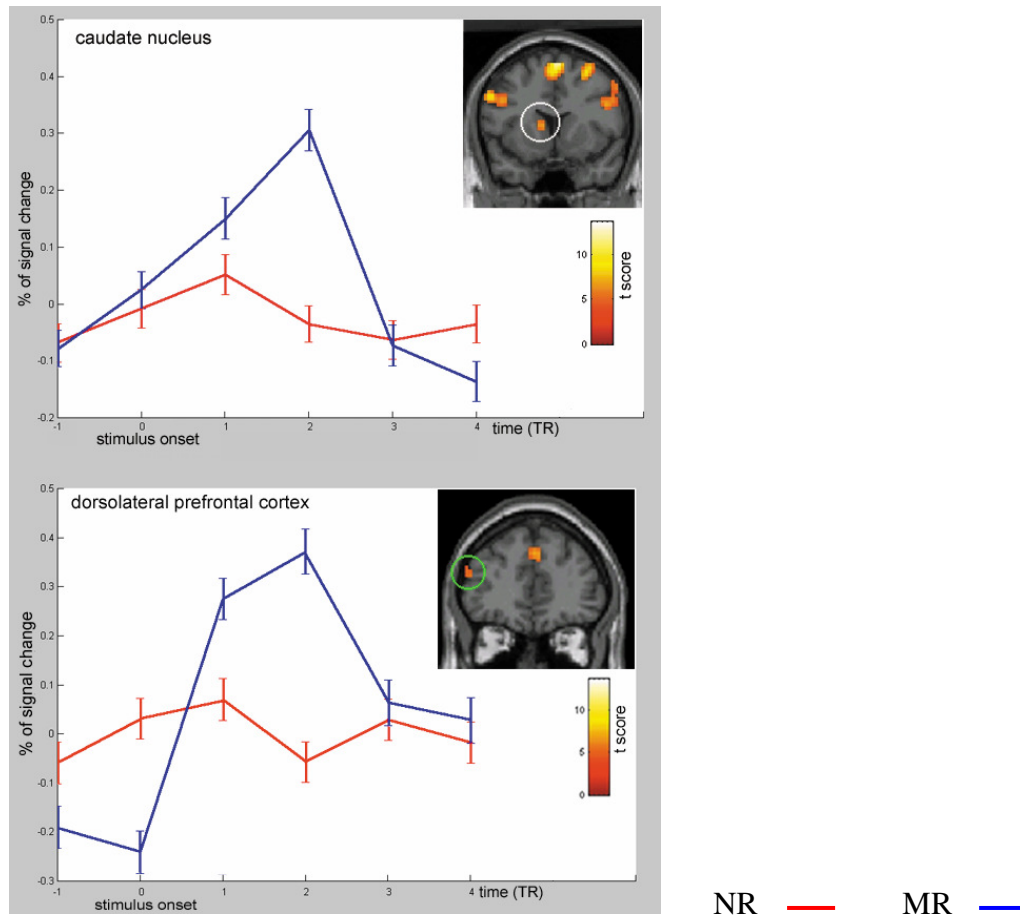 caudate nucleus
0.5
0.4
0.3
0.2
0.1
0
-0.1
-0.2
% of signal change
10
5
0
t score
-1 0 1 2 3 4 time (TR)
stimulus onset
dorsolateral prefrontal cortex
0.5
0.4
0.3
0.2
0.1
0
-0.1
-0.2
-0.3
% of signal change
10
5
0
t score
-1 0 1 2 3 4 time (TR)
stimulus onset
NR MR